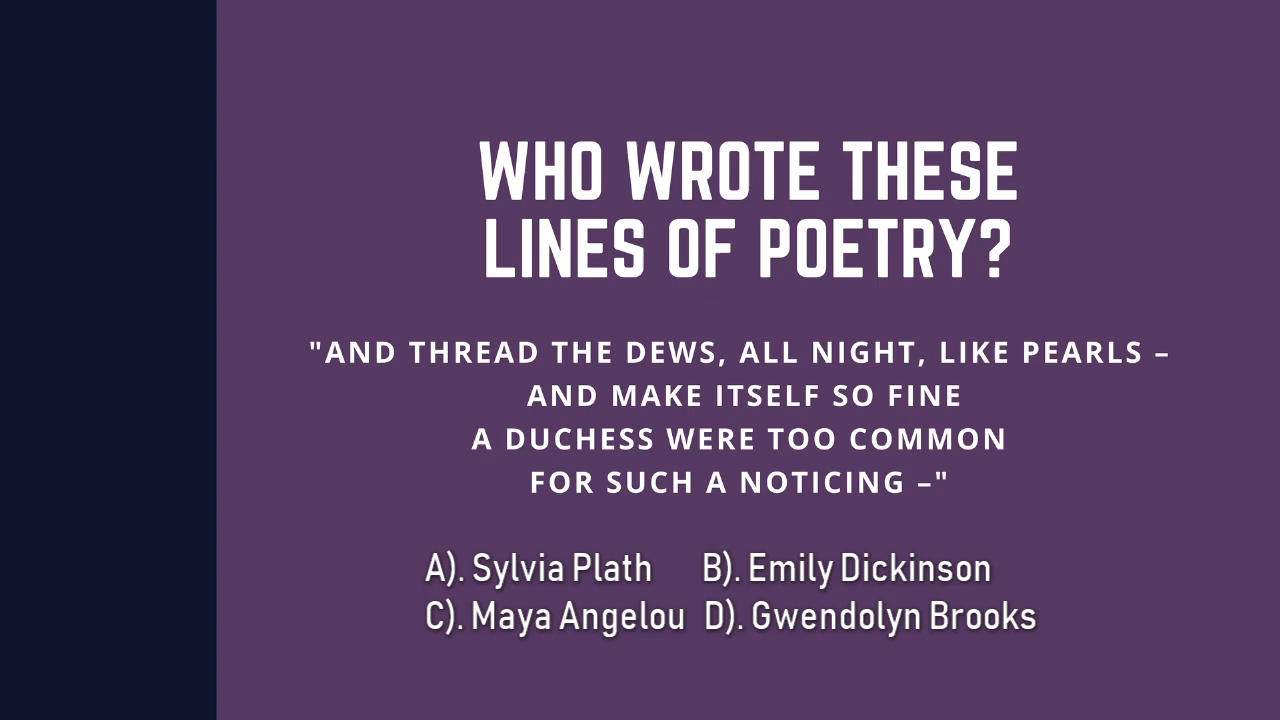 WHO WROTE THESE
LINES OF POETRY?
"AND THREAD THE DEWS, ALL NIGHT, LIKE PEARLS –
AND MAKE ITSELF SO FINE
A DUCHESS WERE TOO COMMON
FOR SUCH A NOTICING –"
A). Sylvia Plath B). Emily Dickinson
C). Maya Angelou D). Gwendolyn Brooks